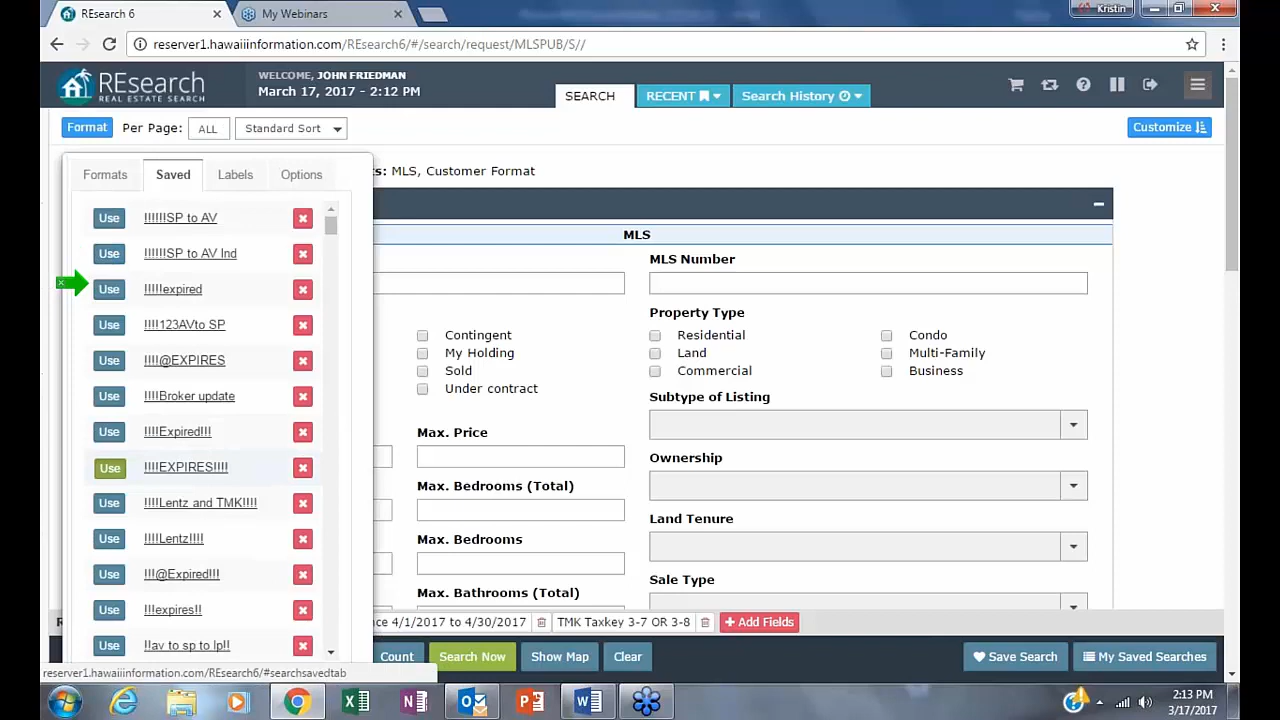 REsearch 6
My Webinars
Kristin
reserver1.hawaiiinformation.com/REsearch6/#/search/request/MLSPUB/S//
REsearch
REAL ESTATE SEARCH
WELCOME, JOHN FRIEDMAN
March 17, 2017 - 2:12 PM
SEARCH
RECENT
Search History
Format
Per Page:
ALL
Standard Sort
Customize
Formats
Saved
Labels
Options
s: MLS, Customer Format
Use !!!!!!SP to AV
Use !!!!!!SP to AV Ind
Use !!!!!expired
Use !!!!123AVto SP
Use !!!!@EXPIRES
Use !!!!Broker update
Use !!!!Expired!!!
Use !!!!EXPIRES!!!!
Use !!!!Lentz and TMK!!!!
Use !!!!Lentz!!!!
Use !!!@Expired!!!
Use !!!expires!!
Use !!av to sp to lp!!
MLS
MLS Number
Contingent
My Holding
Sold
Under contract
Property Type
Residential
Condo
Land
Multi-Family
Commercial
Business
Subtype of Listing
Max. Price
Ownership
Max. Bedrooms (Total)
Land Tenure
Max. Bedrooms
Sale Type
Max. Bathrooms (Total)
ce 4/1/2017 to 4/30/2017
TMK Taxkey 3-7 OR 3-8
Add Fields
Count
Search Now
Show Map
Clear
Save Search
My Saved Searches
reserver1.hawaiiinformation.com/REsearch6/#searchsavedtab
2:13 PM
3/17/2017